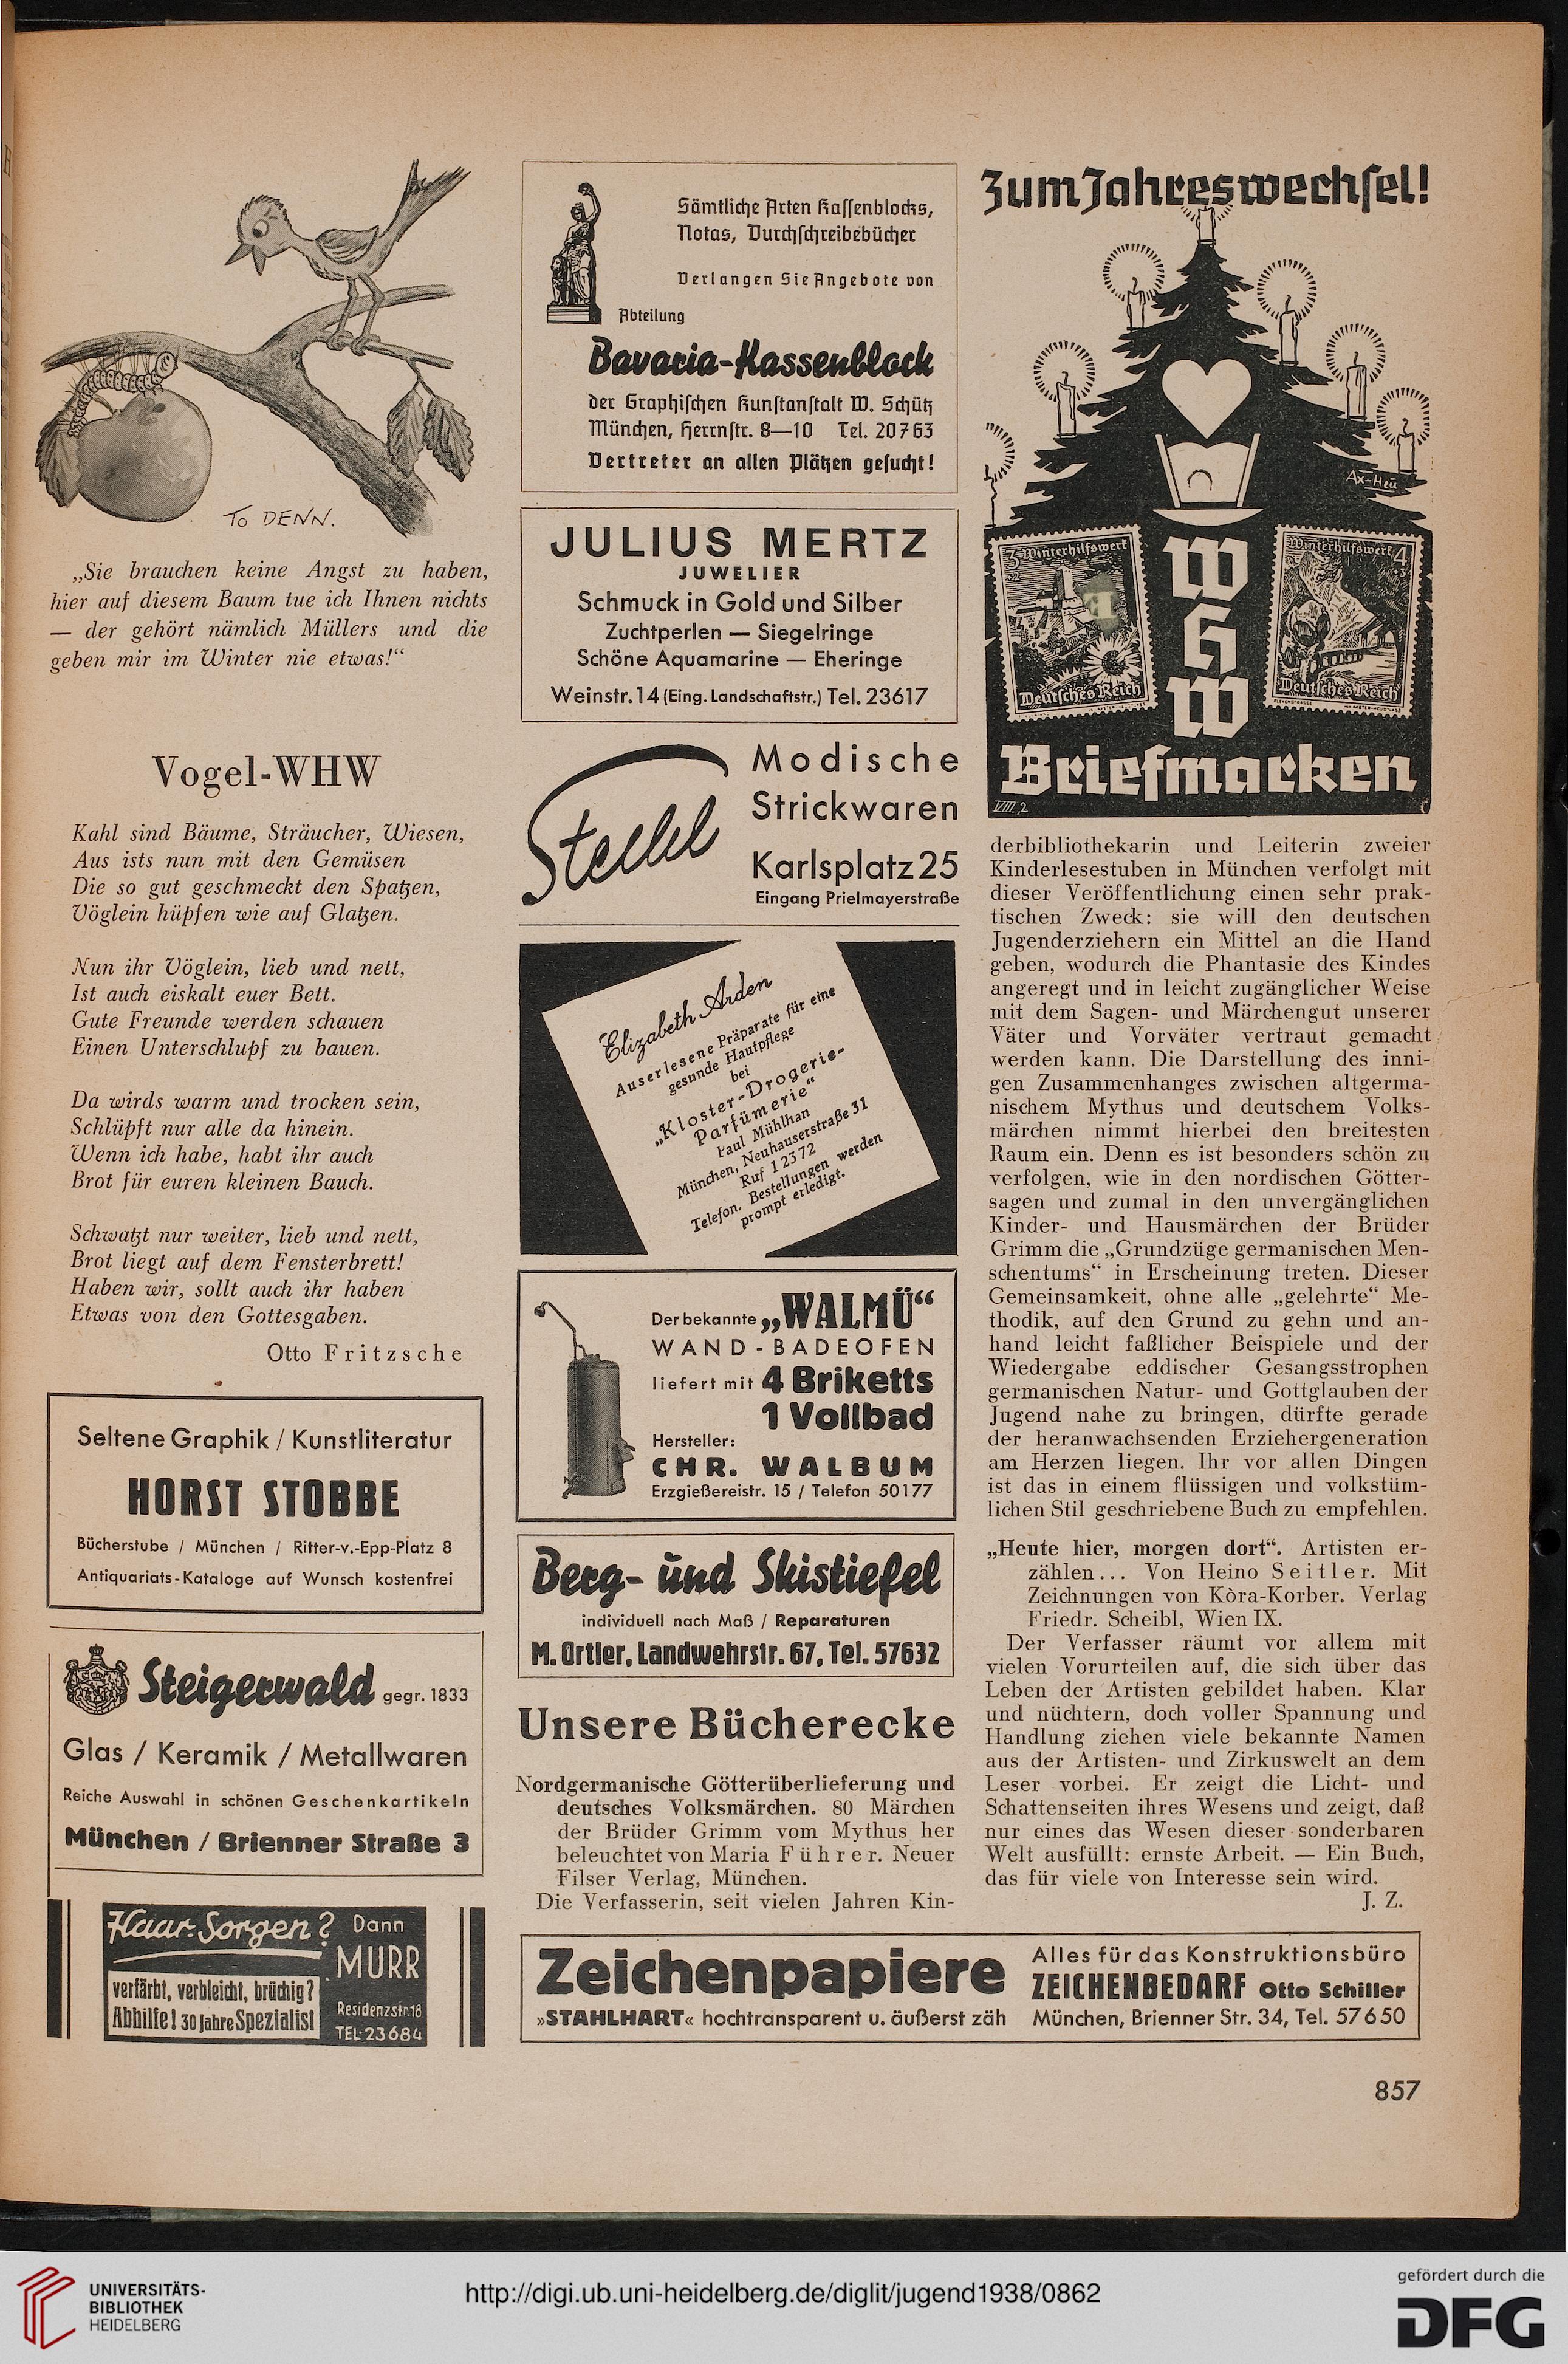 To DENN.
„Sie brauchen keine Angst zu haben,
hier auf diesem Baum tue ich Ihnen nichts
— der gehört nämlich Müllers und die
geben mir im Winter nie etwas!“
Vogel-WHW
Kahl sind Bäume, Sträucher, Wiesen,
Aus ists nun mit den Gemüsen
Die so gut geschmeckt den Spatzen,
Vöglein hüpfen wie auf Glatzen.
Nun ihr Vöglein, lieb und nett,
Ist auch eiskalt euer Bett.
Gute Freunde werden schauen
Einen Unterschlupf zu bauen.
Da wirds warm und trocken sein,
Schlüpft nur alle da hinein.
Wenn ich habe, habt ihr auch
Brot für euren kleinen Bauch.
Schwatzt nur weiter, lieb und nett,
Brot liegt auf dem Fensterbrett!
Haben wir, sollt auch ihr haben
Etwas von den Gottesgaben.
Otto Fritzsche
Seltene Graphik / Kunstliteratur
HORST STOBBE
Bücherstube / München / Ritter-v.-Epp-Platz 8
Antiquariats-Kataloge auf Wunsch kostenfrei
Steigerwald gegr. 1833
Glas / Keramik / Metallwaren
Reiche Auswahl in schönen Geschenkartikeln
München / Brienner Straße 3
Haar-Sorgen? Dann
MURR
verfärbt, verbleicht, brüchig?
Abhilfe! 30 Jahre Spezialist
Residenzstr. 18
TEL. 23684
Sämtliche Arten Kassenblocks,
Notas, Durchschreibebücher
Verlangen Sie Angebote von
Abteilung
Bavaria-Kassenblock
der Graphischen Kunstanstalt W. Schütz
München, Herrnstr. 8—10 Tel. 20763
Vertreter an allen Plätzen gesucht!
JULIUS MERTZ
JUWELIER
Schmuck in Gold und Silber
Zuchtperlen — Siegelringe
Schöne Aquamarine — Eheringe
Weinstr. 14 (Eing. Landschaftstr.) Tel. 23617
Modische
Strickwaren
Karlsplatz 25
Eingang Prielmayerstraße
Elizabeth Arden
Auserlesene Präparate für eine
gesunde Hautpflege
bei
„Kloster-Drogerie-
Parfümerie“
Paul Mühlhan
München, Neuhauserstraße 31
Ruf 12372
Telefon. Bestellungen werden
prompt erledigt.
Der bekannte „WALMÜ“
WAND-BADEOFEN
liefert mit 4 Briketts
1 Vollbad
Hersteller:
CHR. WALBUM
Erzgießereistr. 15 / Telefon 50177
Berg- und Skistiefel
individuell nach Maß / Reparaturen
M. Ortler, Landwehrstr. 67, Tel. 57632
Unsere Bücherecke
Nordgermanische Götterüberlieferung und
deutsches Volksmärchen. 80 Märchen
der Brüder Grimm vom Mythus her
beleuchtet von Maria Führer. Neuer
Filser Verlag, München.
Die Verfasserin, seit vielen Jahren Kin-
Zum Jahreswechsel!
Ax-Heu
3 Winterhilfswerk
+2
Deutsches Reich
Winterhilfswerk 4
Deutsches Reich
WHW
Briefmarken
VIII, 2
derbibliothekarin und Leiterin zweier
Kinderlesestuben in München verfolgt mit
dieser Veröffentlichung einen sehr prak-
tischen Zweck: sie will den deutschen
Jugenderziehern ein Mittel an die Hand
geben, wodurch die Phantasie des Kindes
angeregt und in leicht zugänglicher Weise
mit dem Sagen- und Märchengut unserer
Väter und Vorväter vertraut gemacht
werden kann. Die Darstellung des inni-
gen Zusammenhanges zwischen altgerma-
nischem Mythus und deutschem Volks-
märchen nimmt hierbei den breitesten
Raum ein. Denn es ist besonders schön zu
verfolgen, wie in den nordischen Götter-
sagen und zumal in den unvergänglichen
Kinder- und Hausmärchen der Brüder
Grimm die „Grundzüge germanischen Men-
schentums“ in Erscheinung treten. Dieser
Gemeinsamkeit, ohne alle „gelehrte“ Me-
thodik, auf den Grund zu gehn und an-
hand leicht faßlicher Beispiele und der
Wiedergabe eddischer Gesangsstrophen
germanischen Natur- und Gottglauben der
Jugend nahe zu bringen, dürfte gerade
der heranwachsenden Erziehergeneration
am Herzen liegen. Ihr vor allen Dingen
ist das in einem flüssigen und volkstüm-
lichen Stil geschriebene Buch zu empfehlen.
„Heute hier, morgen dort“. Artisten er-
zählen... Von Heino Seitler. Mit
Zeichnungen von Kòra-Korber. Verlag
Friedr. Scheibl, Wien IX.
Der Verfasser räumt vor allem mit
vielen Vorurteilen auf, die sich über das
Leben der Artisten gebildet haben. Klar
und nüchtern, doch voller Spannung und
Handlung ziehen viele bekannte Namen
aus der Artisten- und Zirkuswelt an dem
Leser vorbei. Er zeigt die Licht- und
Schattenseiten ihres Wesens und zeigt, daß
nur eines das Wesen dieser sonderbaren
Welt ausfüllt: ernste Arbeit. — Ein Buch,
das für viele von Interesse sein wird.
J. Z.
Zeichenpapiere
»STAHLHART« hochtransparent u. äußerst zäh
Alles für das Konstruktionsbüro
ZEICHENBEDARF Otto Schiller
München, Brienner Str. 34, Tel. 57650
857
UNIVERSITÄTS-
BIBLIOTHEK
HEIDELBERG
http://digi.ub.uni-heidelberg.de/diglit/jugend1938/0862
gefördert durch die
DFG